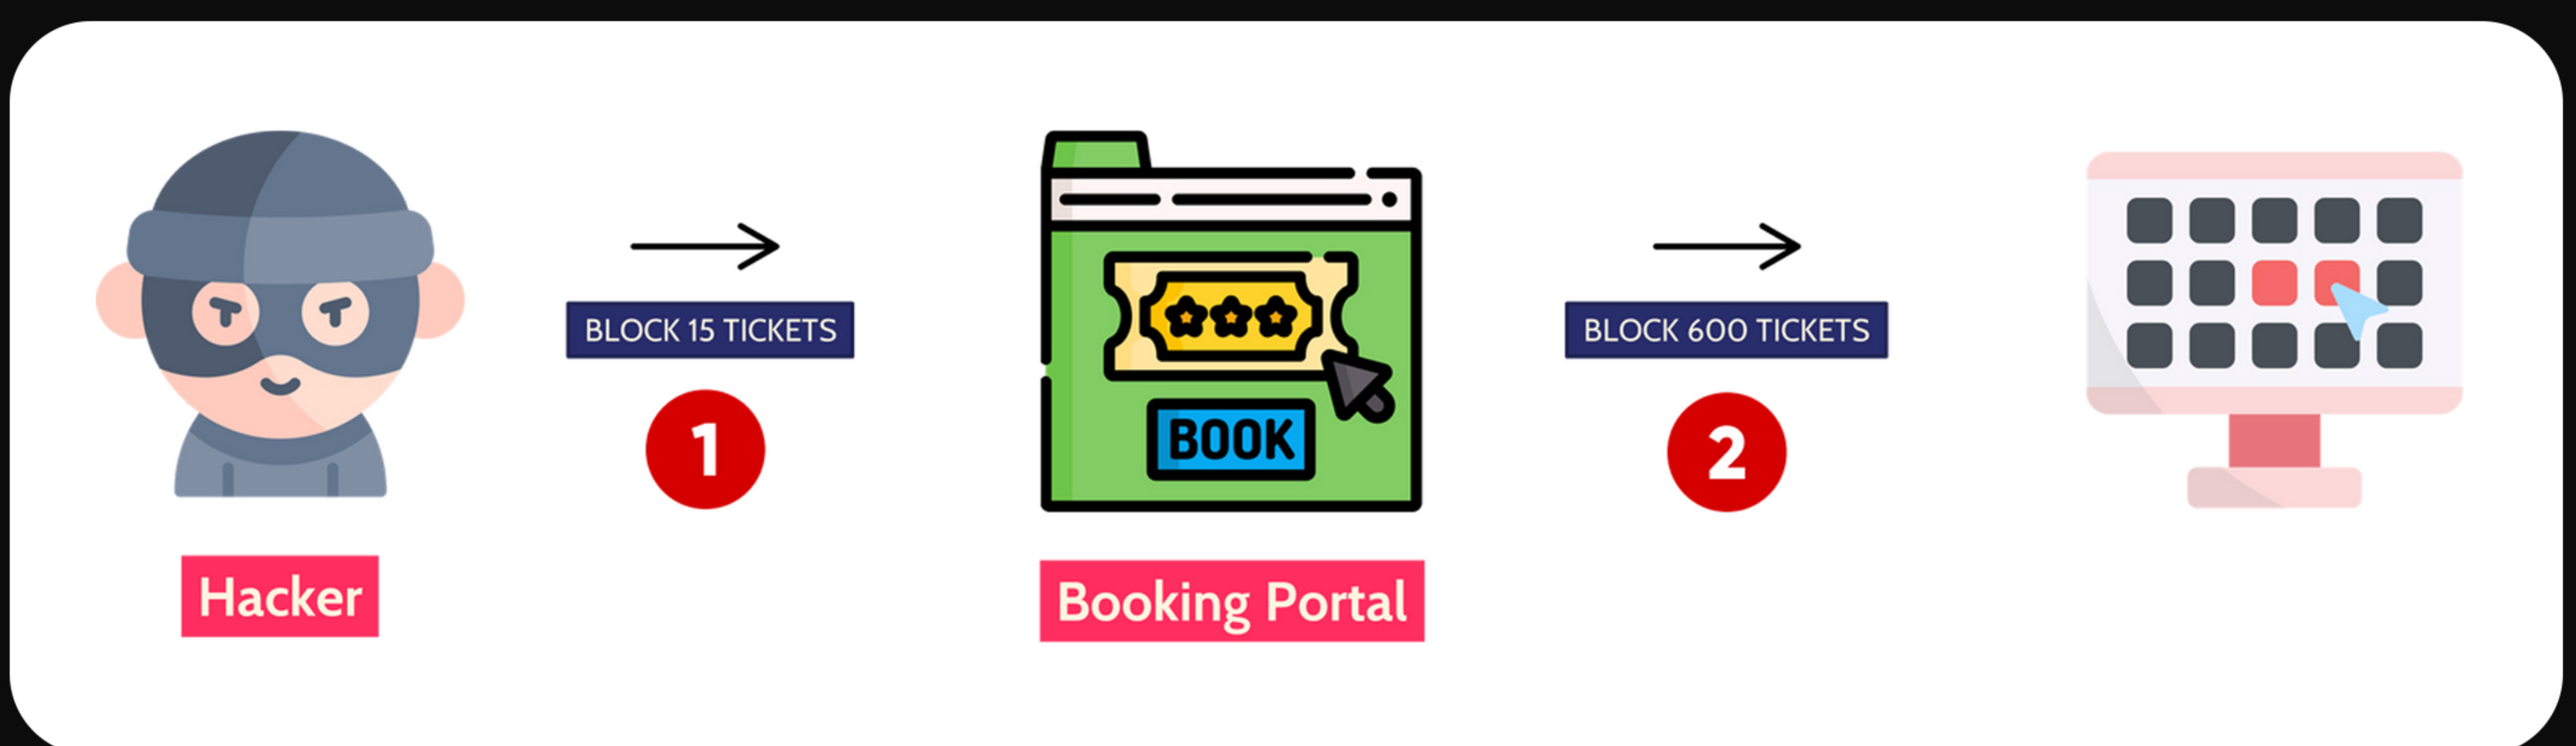 BLOCK 15 TICKETS
1
Hacker
BOOK
Booking Portal
BLOCK 600 TICKETS
2